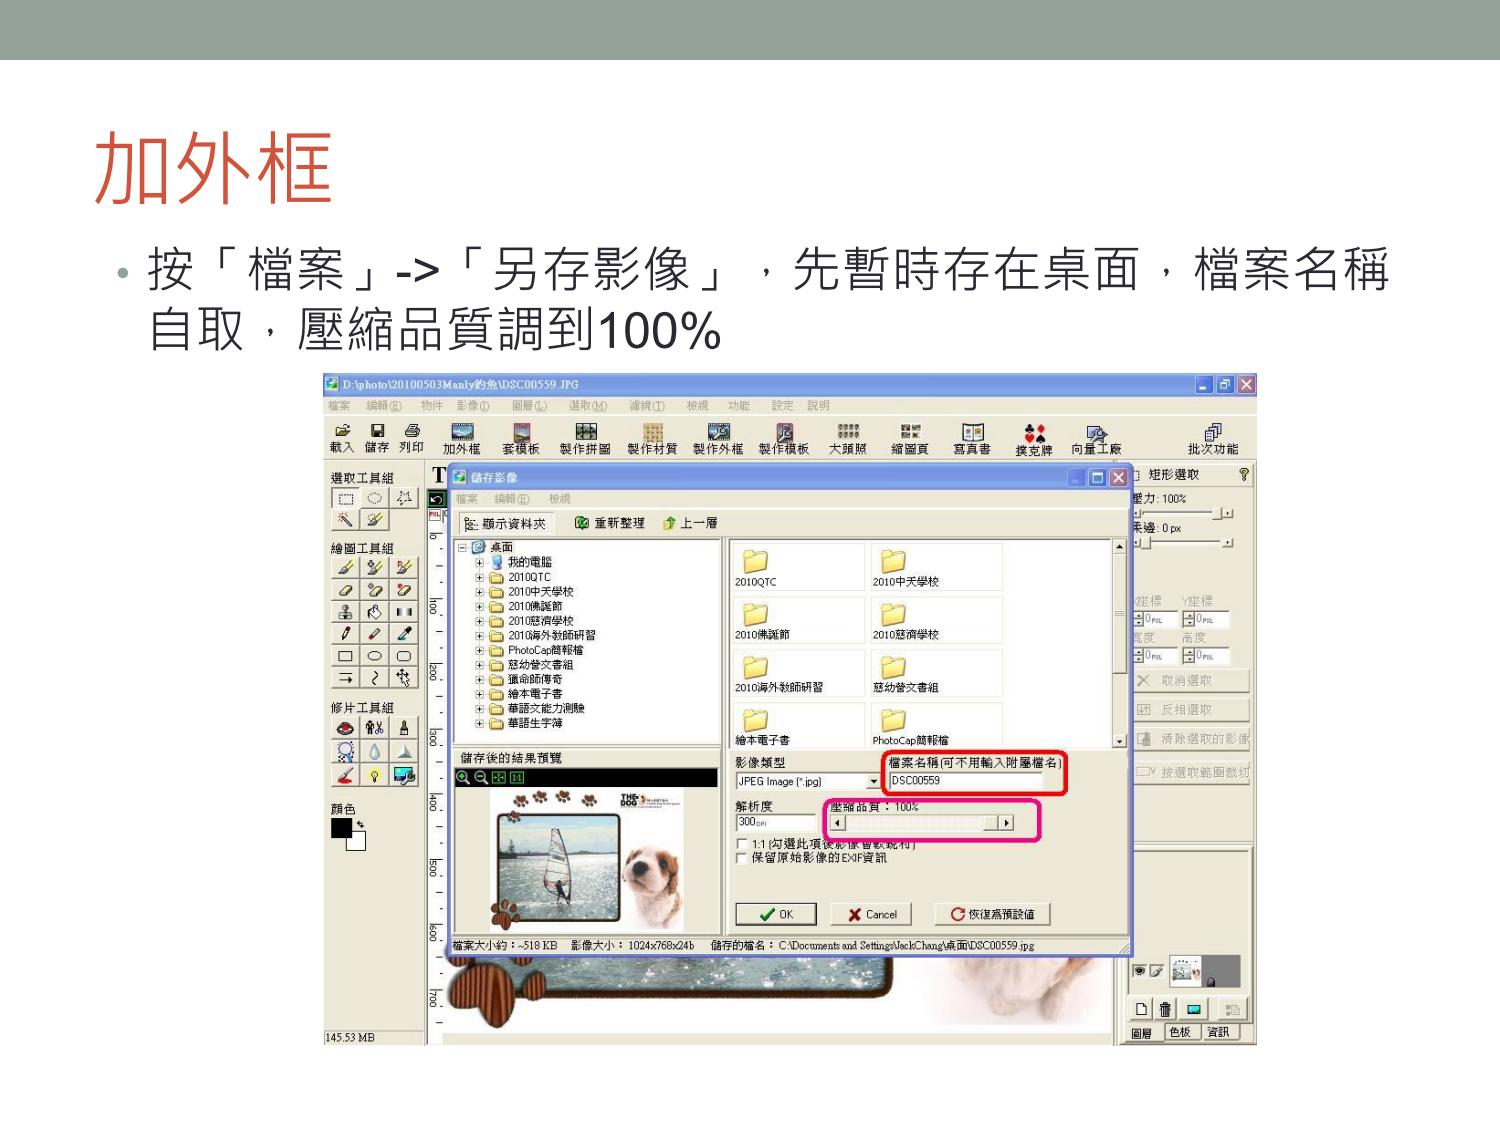 加外框
• 按「檔案」->「另存影像」，先暫時存在桌面，檔案名稱
自取，壓縮品質調到100%
D:\photo\20100503Manly釣魚\DSC00559.JPG
檔案 編輯(E) 物件 影像(I) 圖層(L) 選取(M) 濾鏡(T) 檢視 功能 設定 說明
載入 儲存 列印 加外框 套模板 製作拼圖 製作材質 製作外框 製作模板 大頭照 縮圖頁 寫真書 撲克牌 向量工廠 批次功能
選取工具組
繪圖工具組
修片工具組
顏色
145.53 MB
T
儲存影像
檔案 編輯(E) 檢視
顯示資料夾 重新整理 上一層
桌面
我的電腦
2010QTC
2010中天學校
2010佛誕節
2010慈濟學校
2010海外教師研習
PhotoCap簡報檔
慈幼營文書組
獵命師傳奇
繪本電子書
華語文能力測驗
華語生字簿
2010QTC 2010中天學校
2010佛誕節 2010慈濟學校
2010海外教師研習 慈幼營文書組
繪本電子書 PhotoCap簡報檔
儲存後的結果預覽
1:1
THE DOG
影像類型 檔案名稱(可不用輸入附屬檔名)
JPEG Image (*.jpg) DSC00559
解析度 壓縮品質：100%
300 DPI
1:1 (勾選此項後影像會較銳利)
保留原始影像的EXIF資訊
OK Cancel 恢復為預設值
檔案大小約：~518 KB 影像大小：1024x768x24b 儲存的檔名：C:\Documents and Settings\JackChang\桌面\DSC00559.jpg
矩形選取
壓力: 100%
柔邊: 0 px
X座標 Y座標
0 PIXL 0 PIXL
寬度 高度
0 PIXL 0 PIXL
取消選取
反相選取
清除選取的影像
按選取範圍裁切
圖層 色板 資訊
100 200 300 400 500 600 700